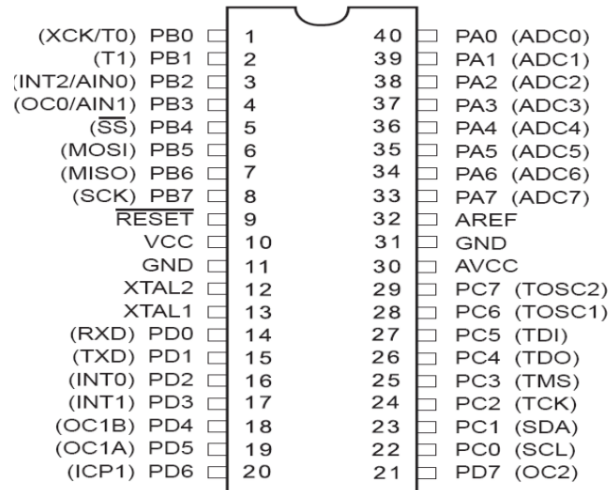 (XCK/T0) PB0 1 40 PA0 (ADC0)
(T1) PB1 2 39 PA1 (ADC1)
(INT2/AIN0) PB2 3 38 PA2 (ADC2)
(OC0/AIN1) PB3 4 37 PA3 (ADC3)
(SS) PB4 5 36 PA4 (ADC4)
(MOSI) PB5 6 35 PA5 (ADC5)
(MISO) PB6 7 34 PA6 (ADC6)
(SCK) PB7 8 33 PA7 (ADC7)
RESET 9 32 AREF
VCC 10 31 GND
GND 11 30 AVCC
XTAL2 12 29 PC7 (TOSC2)
XTAL1 13 28 PC6 (TOSC1)
(RXD) PD0 14 27 PC5 (TDI)
(TXD) PD1 15 26 PC4 (TDO)
(INT0) PD2 16 25 PC3 (TMS)
(INT1) PD3 17 24 PC2 (TCK)
(OC1B) PD4 18 23 PC1 (SDA)
(OC1A) PD5 19 22 PC0 (SCL)
(ICP1) PD6 20 21 PD7 (OC2)